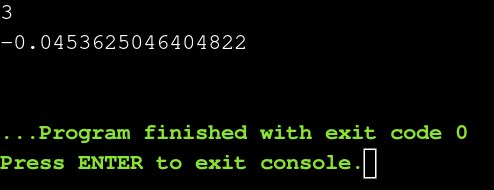 3
-0.0453625046404822
...Program finished with exit code 0
Press ENTER to exit console.